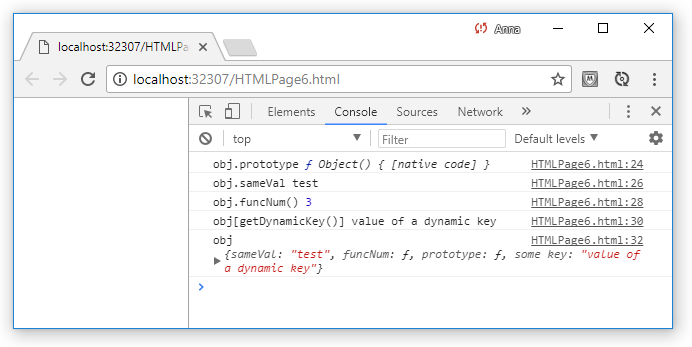 Anna
localhost:32307/HTMLPa
localhost:32307/HTMLPage6.html
Elements Console Sources Network »
top Filter Default levels
obj.prototype ƒ Object() { [native code] } HTMLPage6.html:24
obj.sameVal test HTMLPage6.html:26
obj.funcNum() 3 HTMLPage6.html:28
obj[getDynamicKey()] value of a dynamic key HTMLPage6.html:30
obj HTMLPage6.html:32
{sameVal: "test", funcNum: ƒ, prototype: ƒ, some key: "value of
a dynamic key"}
>